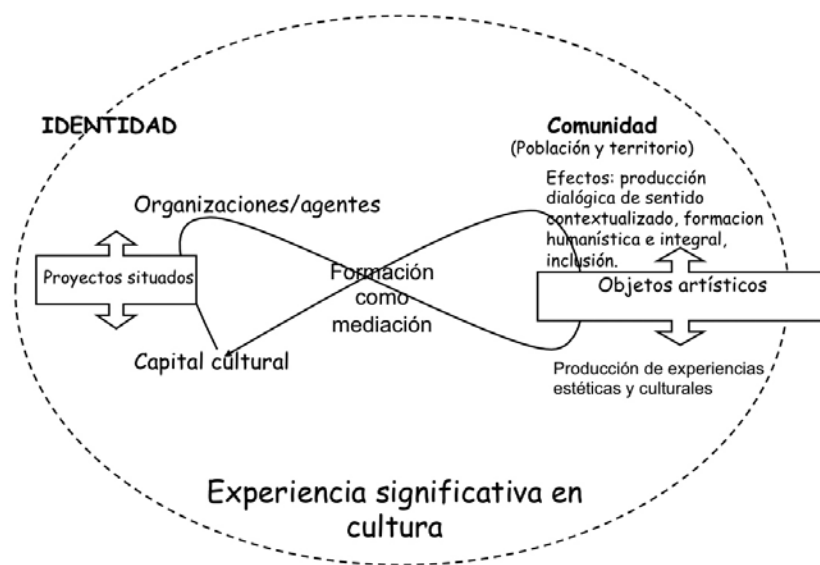 IDENTIDAD
Comunidad
(Población y territorio)
Efectos: producción
dialógica de sentido
contextualizado, formacion
humanística e integral,
inclusión.
Organizaciones/agentes
Proyectos situados
Formación
como
mediación
Objetos artísticos
Capital cultural
Producción de experiencias
estéticas y culturales
Experiencia significativa en
cultura